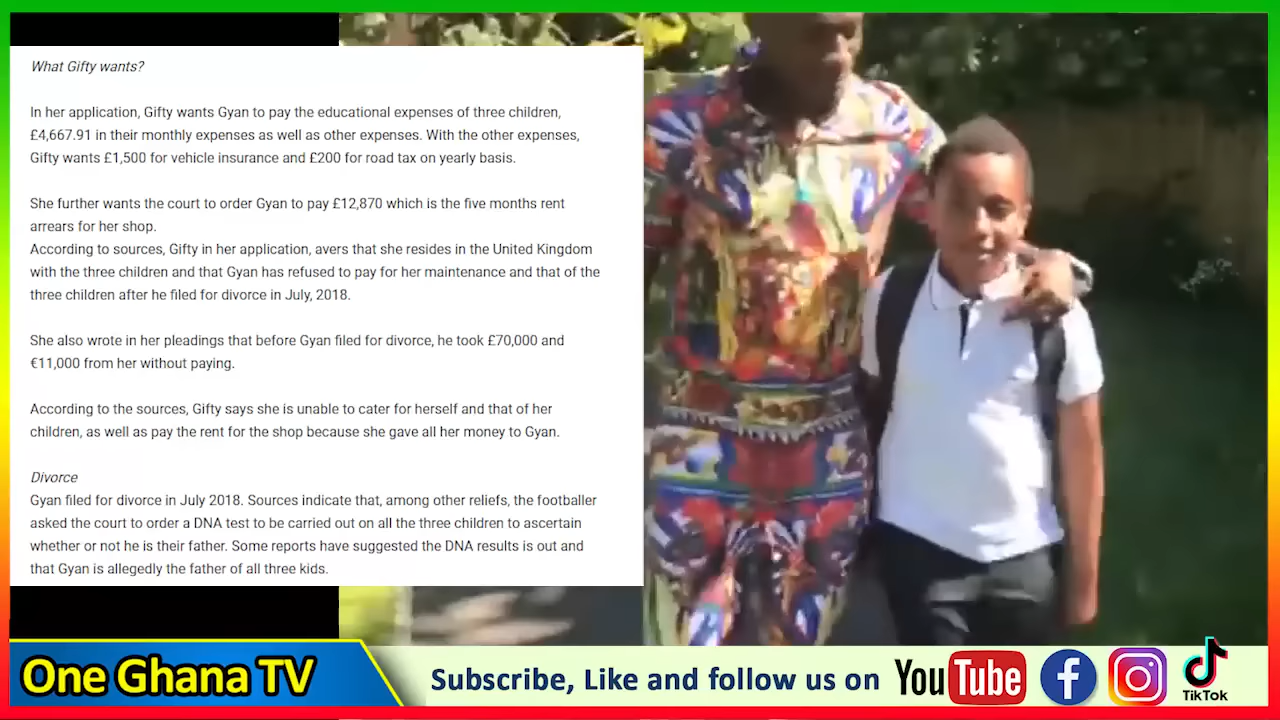 What Gifty wants?
In her application, Gifty wants Gyan to pay the educational expenses of three children,
£4,667.91 in their monthly expenses as well as other expenses. With the other expenses,
Gifty wants £1,500 for vehicle insurance and £200 for road tax on yearly basis.
She further wants the court to order Gyan to pay £12,870 which is the five months rent
arrears for her shop.
According to sources, Gifty in her application, avers that she resides in the United Kingdom
with the three children and that Gyan has refused to pay for her maintenance and that of the
three children after he filed for divorce in July, 2018.
She also wrote in her pleadings that before Gyan filed for divorce, he took £70,000 and
€11,000 from her without paying.
According to the sources, Gifty says she is unable to cater for herself and that of her
children, as well as pay the rent for the shop because she gave all her money to Gyan.
Divorce
Gyan filed for divorce in July 2018. Sources indicate that, among other reliefs, the footballer
asked the court to order a DNA test to be carried out on all the three children to ascertain
whether or not he is their father. Some reports have suggested the DNA results is out and
that Gyan is allegedly the father of all three kids.
One Ghana TV
Subscribe, Like and follow us on YouTube
TikTok